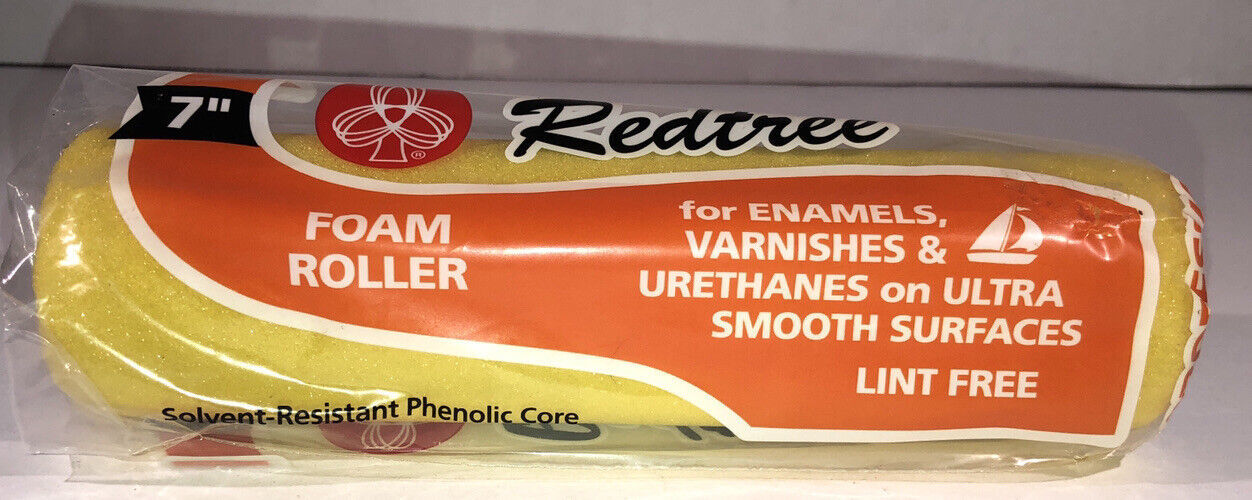 7"
Redtree
®
FOAM
ROLLER
for ENAMELS,
VARNISHES &
URETHANES on ULTRA
SMOOTH SURFACES
LINT FREE
Solvent-Resistant Phenolic Core